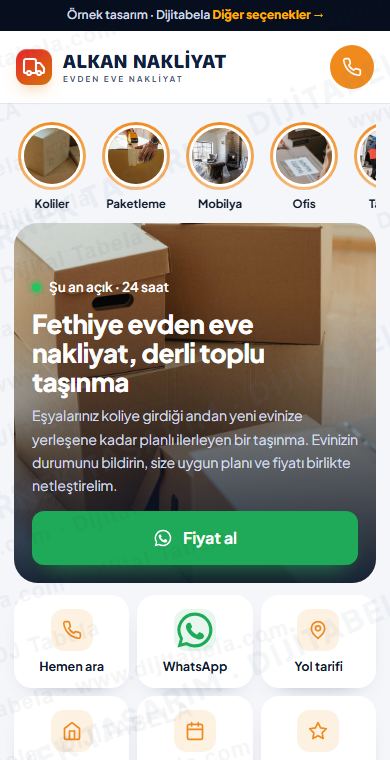 Örnek tasarım · Dijitabela Diğer seçenekler →
ALKAN NAKLİYAT
EVDEN EVE NAKLİYAT
Koliler
Paketleme
Mobilya
Ofis
Şu an açık · 24 saat
Fethiye evden eve
nakliyat, derli toplu
taşınma
Eşyalarınız koliye girdiği andan yeni evinize
yerleşene kadar planlı ilerleyen bir taşınma. Evinizin
durumunu bildirin, size uygun planı ve fiyatı birlikte
netleştirelim.
Fiyat al
Hemen ara
WhatsApp
Yol tarifi